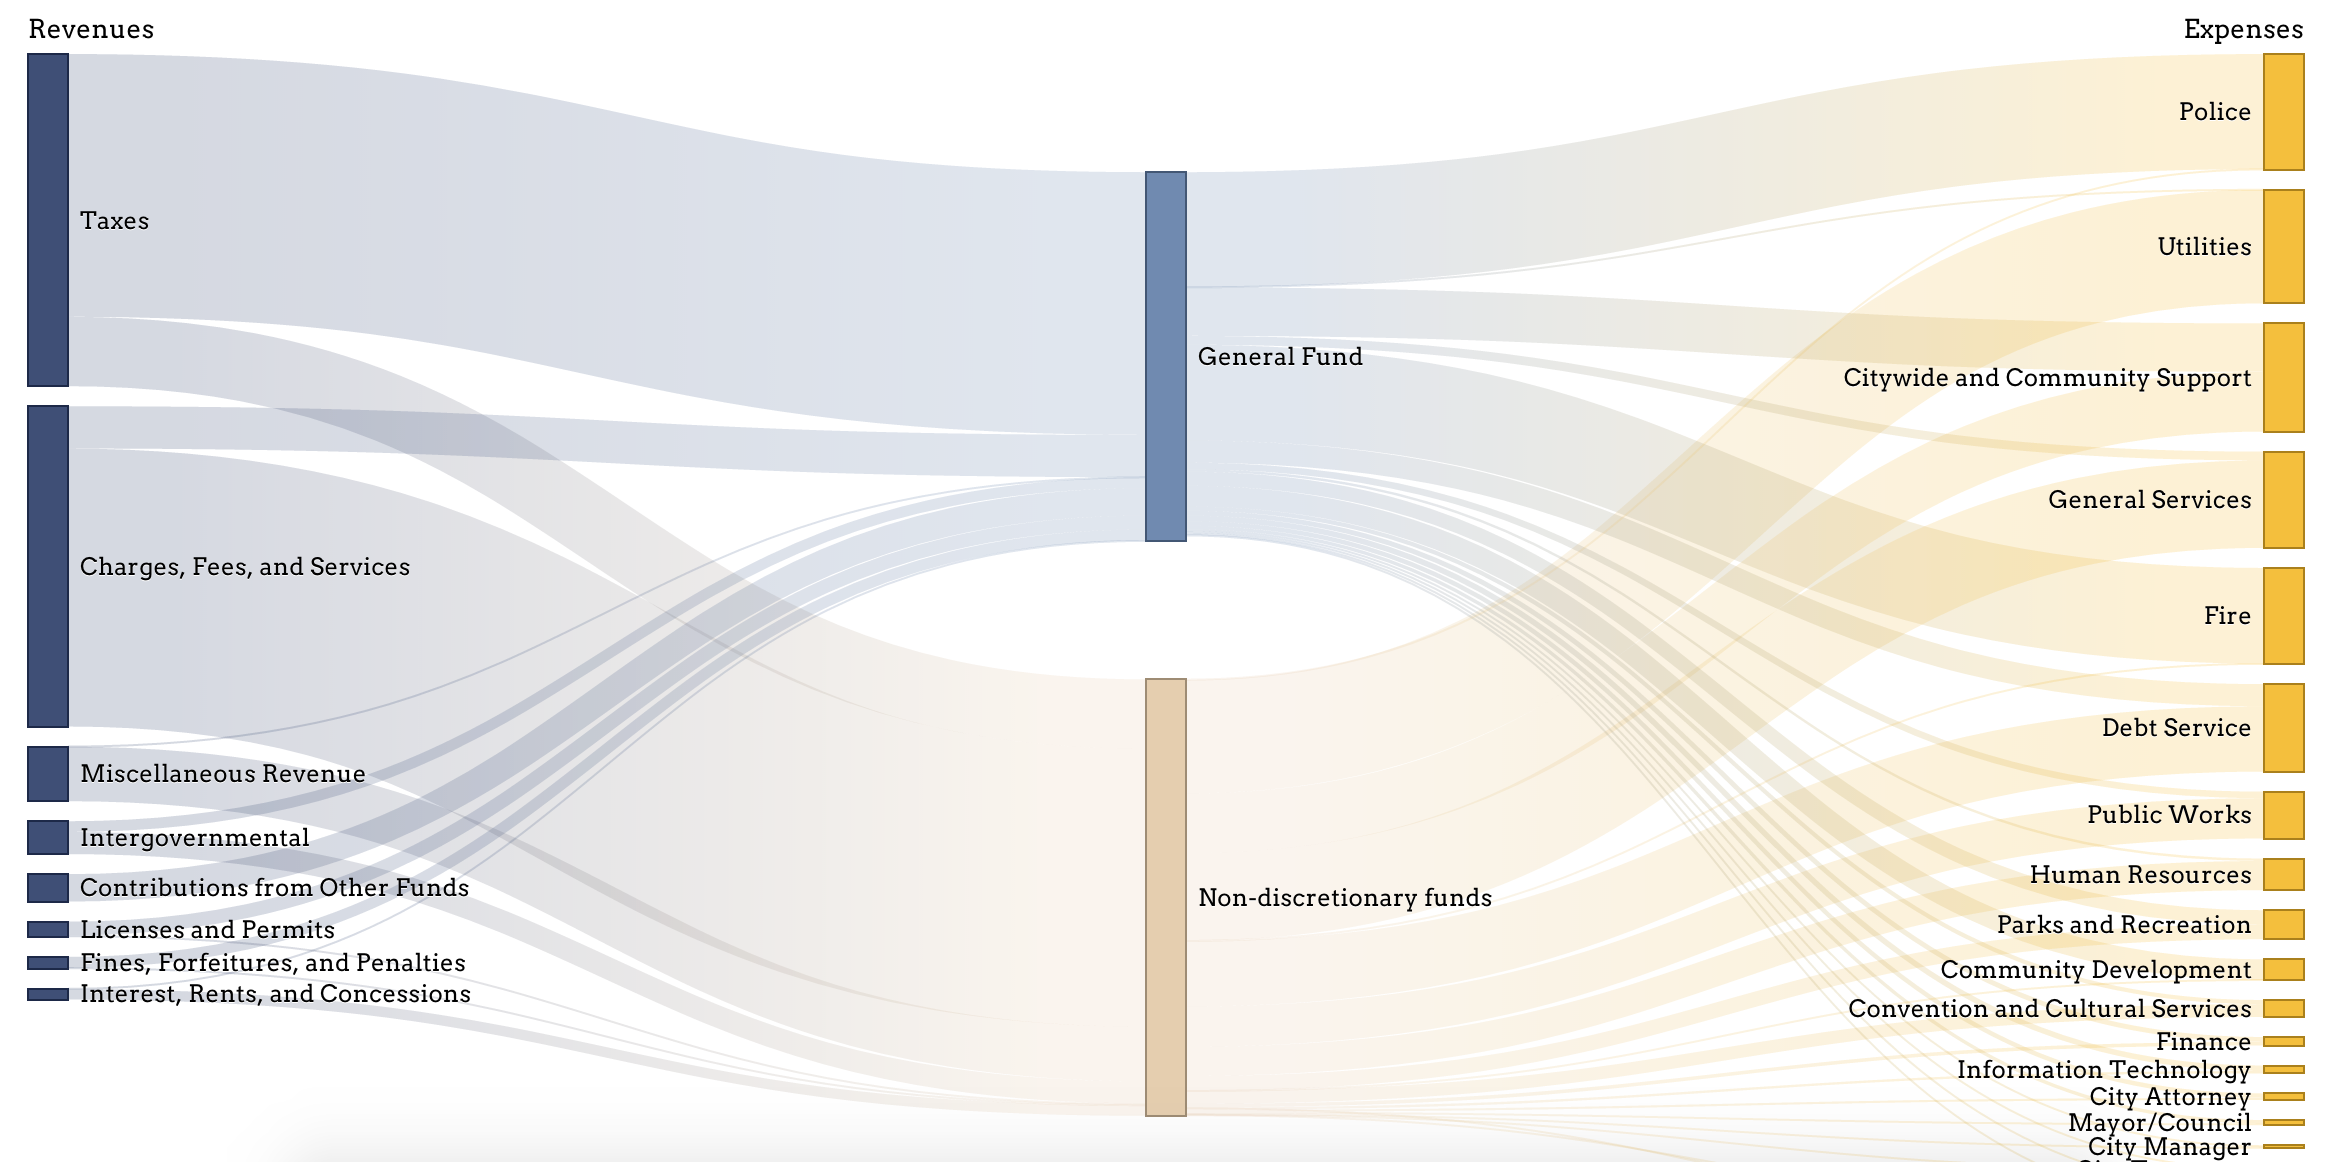 Revenues
Expenses
Police
Taxes
Utilities
General Fund
Citywide and Community Support
General Services
Charges, Fees, and Services
Fire
Debt Service
Miscellaneous Revenue
Public Works
Intergovernmental
Human Resources
Contributions from Other Funds
Non-discretionary funds
Parks and Recreation
Licenses and Permits
Fines, Forfeitures, and Penalties
Community Development
Interest, Rents, and Concessions
Convention and Cultural Services
Finance
Information Technology
City Attorney
Mayor/Council
City Manager